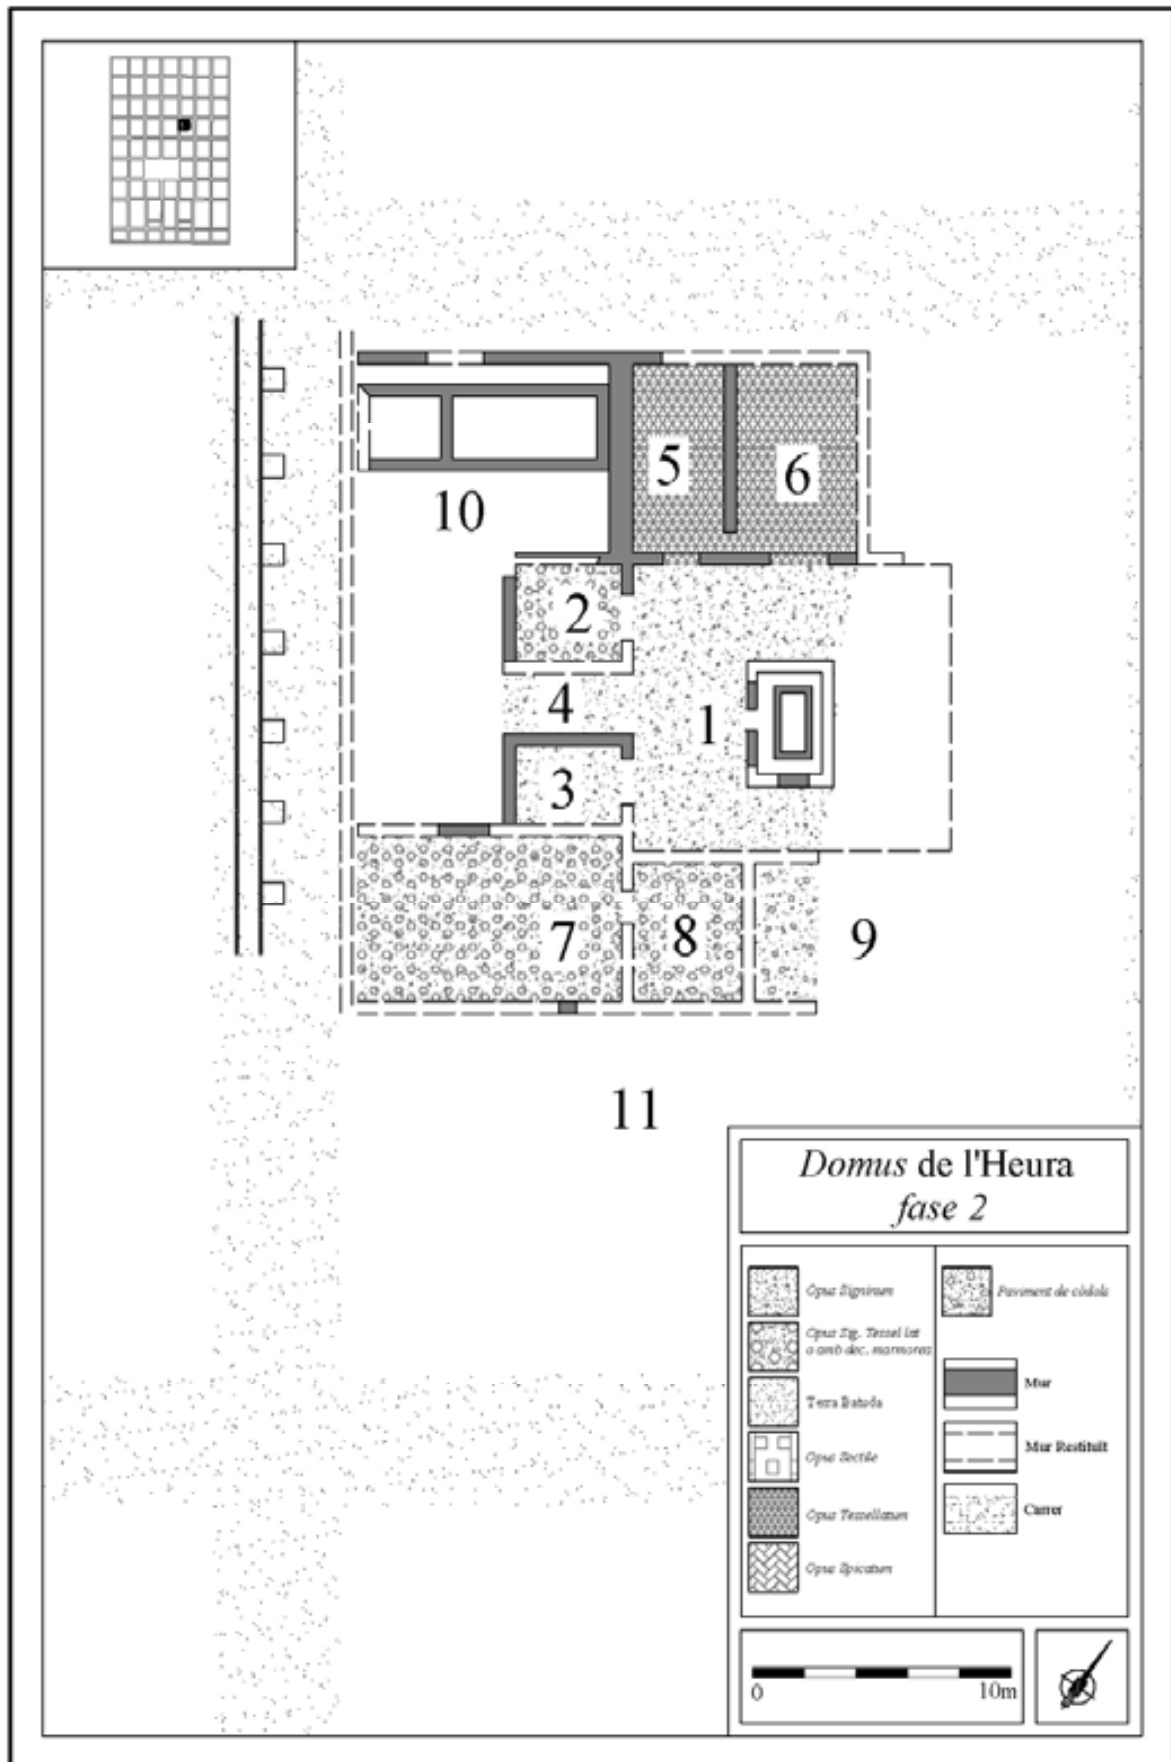 5
6
10
2
4
1
3
7
8
9
11
Domus de l'Heura
fase 2
Opus Signinum
Opus Sig. Tessel lat
o amb dec. marmorea
Terra Batuda
Opus Sectile
Opus Tessellatum
Opus Spicatum
Paviment de còdols
Mur
Mur Restituït
Carrer
0
10m